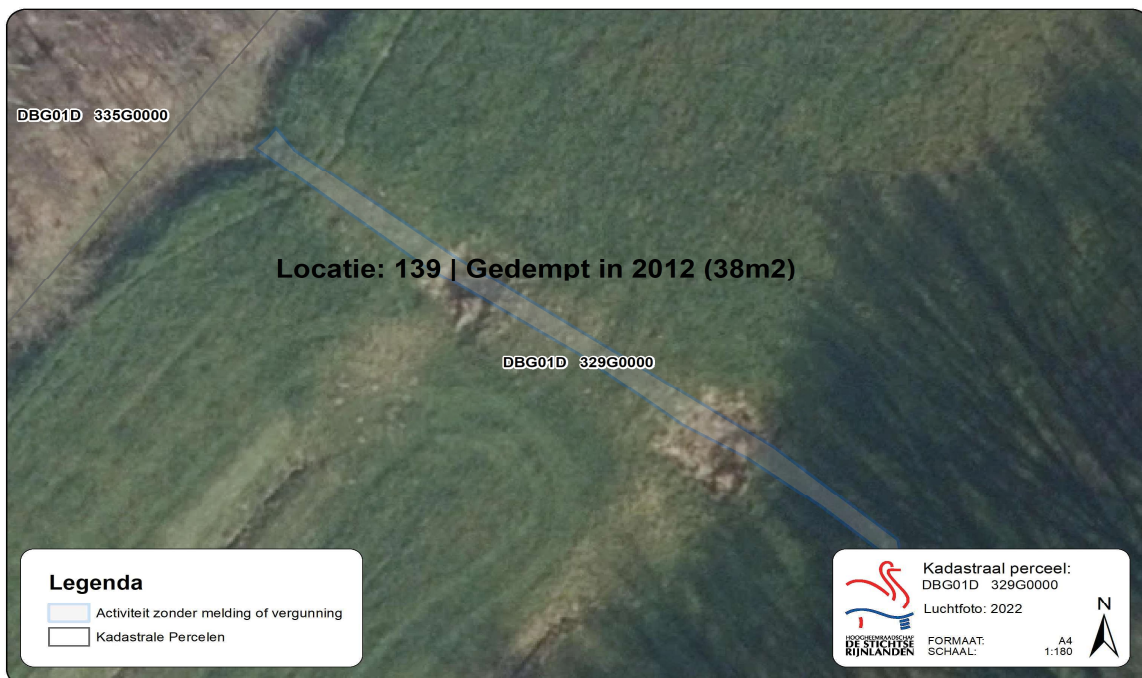 DBG01D 335G0000
Locatie: 139 | Gedempt in 2012 (38m2)
DBG01D 329G0000
Legenda
Activiteit zonder melding of vergunning
Kadastrale Percelen
Kadastraal perceel:
DBG01D 329G0000
Luchtfoto: 2022
N
HOOGHEEMRAADSCHAP
DE STICHTSE
RIJNLANDEN
FORMAAT: A4
SCHAAL: 1:180